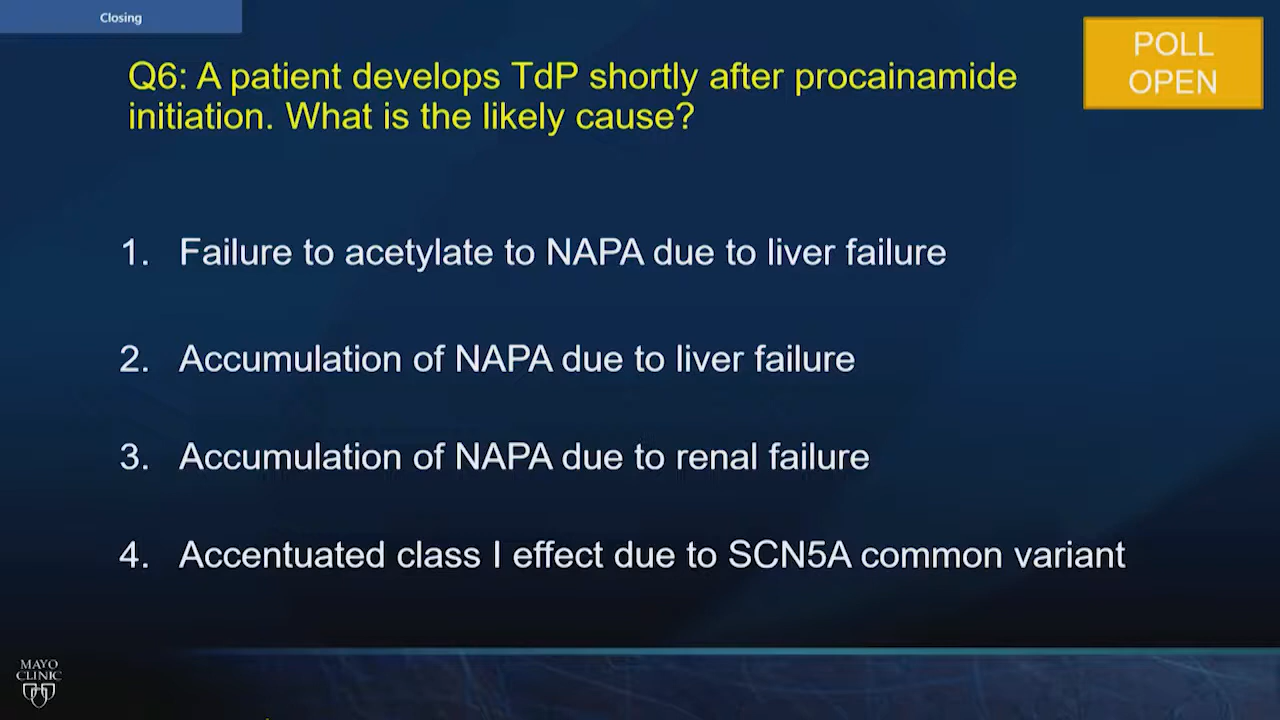 Closing
POLL
OPEN
Q6: A patient develops TdP shortly after procainamide
initiation. What is the likely cause?
1. Failure to acetylate to NAPA due to liver failure
2. Accumulation of NAPA due to liver failure
3. Accumulation of NAPA due to renal failure
4. Accentuated class I effect due to SCN5A common variant
MAYO
CLINIC